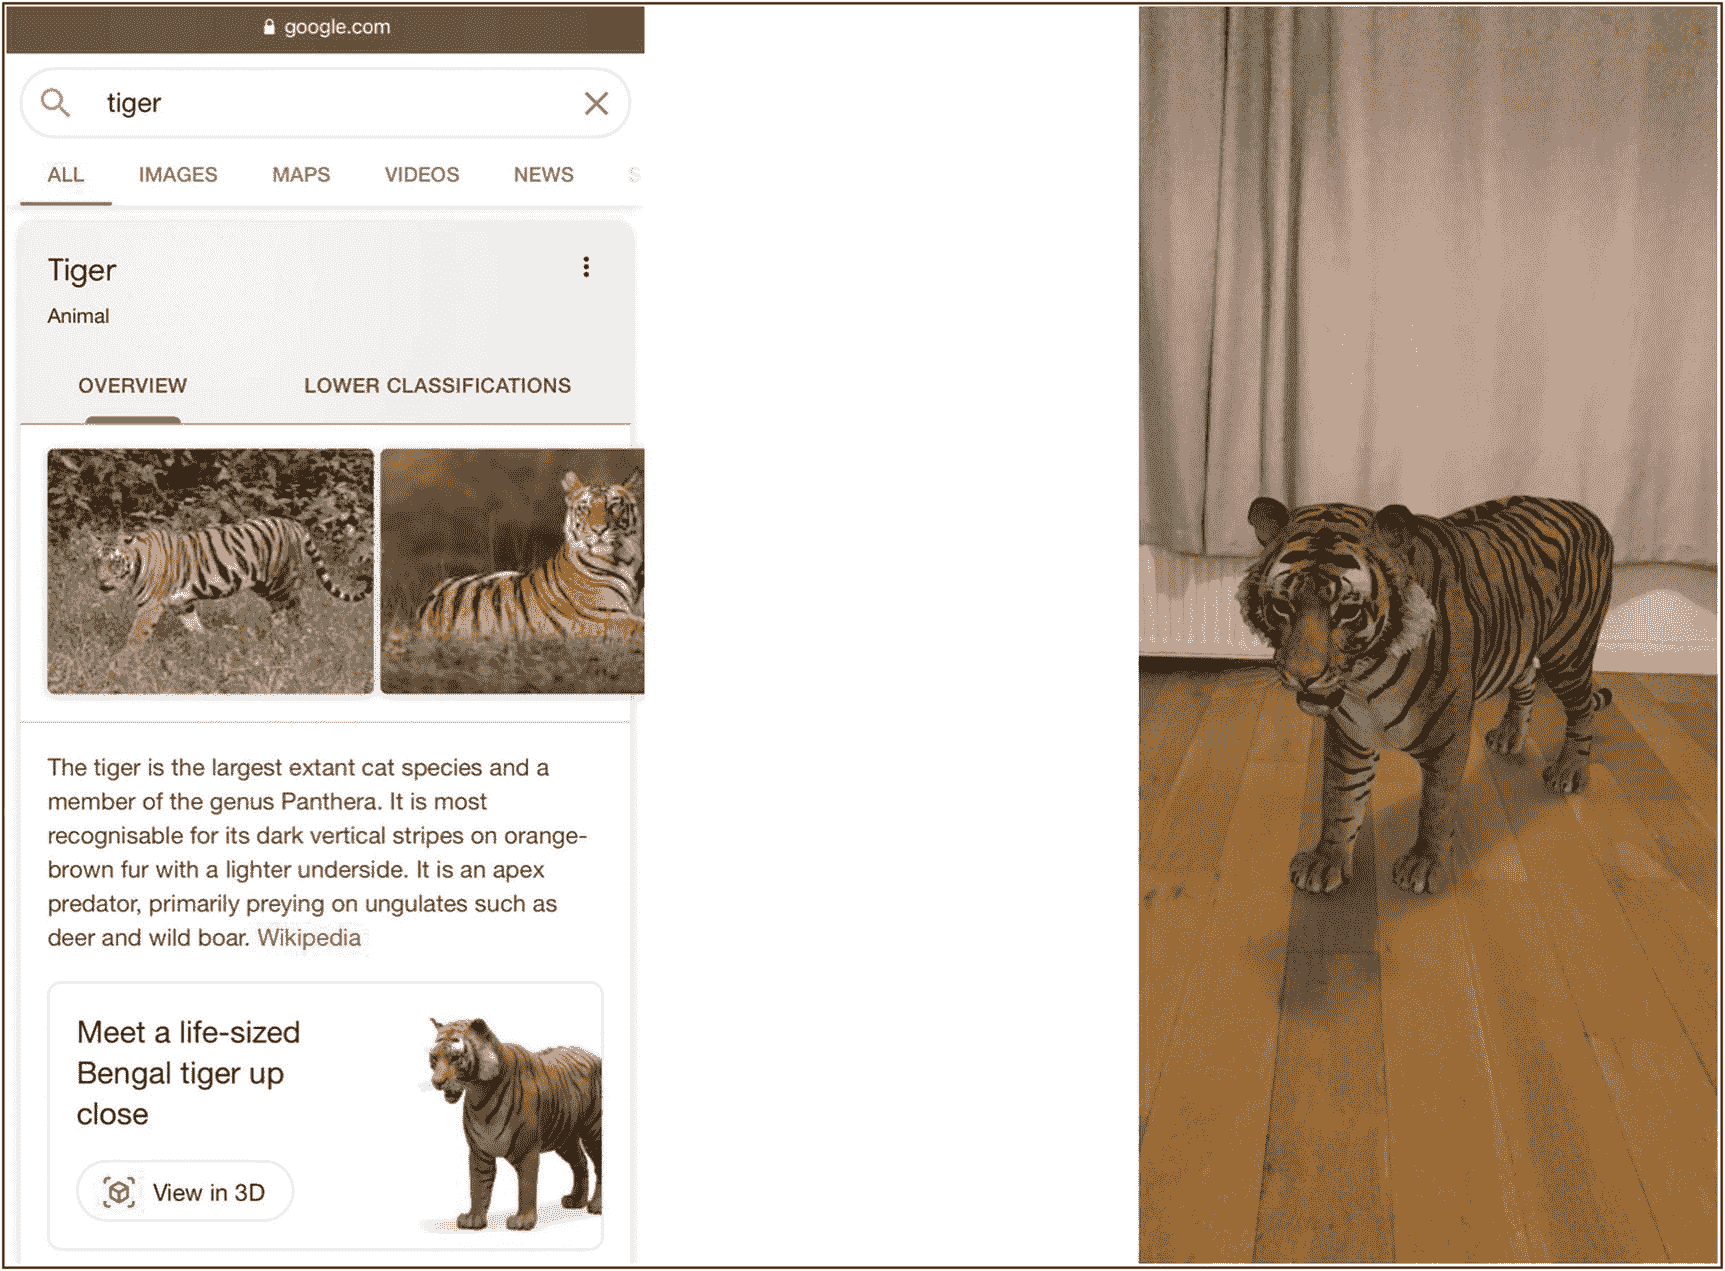 google.com
tiger
ALL IMAGES MAPS VIDEOS NEWS S
Tiger
Animal
OVERVIEW LOWER CLASSIFICATIONS
The tiger is the largest extant cat species and a
member of the genus Panthera. It is most
recognisable for its dark vertical stripes on orange-
brown fur with a lighter underside. It is an apex
predator, primarily preying on ungulates such as
deer and wild boar. Wikipedia
Meet a life-sized
Bengal tiger up
close
View in 3D